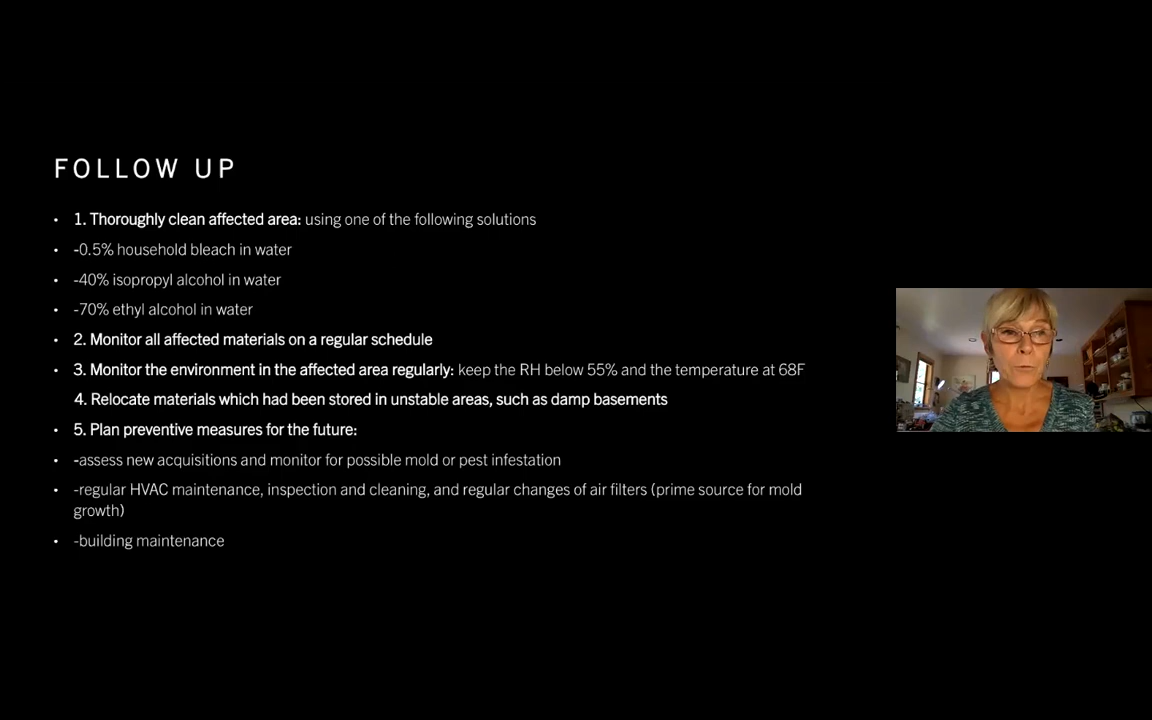 FOLLOW UP
• 1. Thoroughly clean affected area: using one of the following solutions
• -0.5% household bleach in water
• -40% isopropyl alcohol in water
• -70% ethyl alcohol in water
• 2. Monitor all affected materials on a regular schedule
• 3. Monitor the environment in the affected area regularly: keep the RH below 55% and the temperature at 68F
4. Relocate materials which had been stored in unstable areas, such as damp basements
• 5. Plan preventive measures for the future:
• -assess new acquisitions and monitor for possible mold or pest infestation
• -regular HVAC maintenance, inspection and cleaning, and regular changes of air filters (prime source for mold
growth)
• -building maintenance